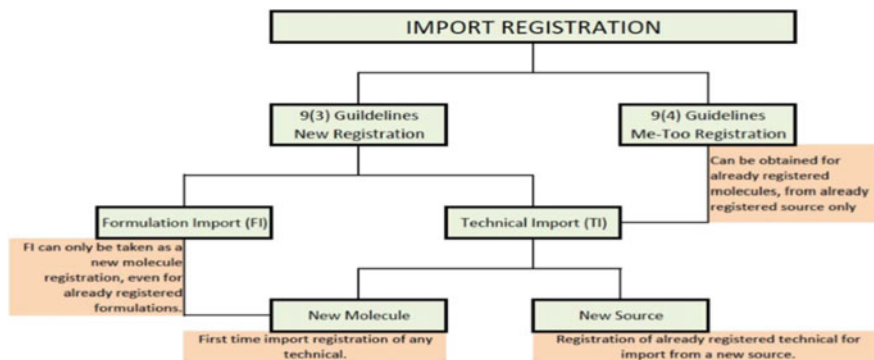 IMPORT REGISTRATION
9(3) Guildelines
New Registration
9(4) Guidelines
Me-Too Registration
Can be obtained for
already registered
molecules, from already
registered source only
Formulation Import (FI)
Technical Import (TI)
FI can only be taken as a
new molecule
registration, even for
already registered
formulations.
New Molecule
New Source
First time import registration of any
technical.
Registration of already registered technical for
import from a new source.